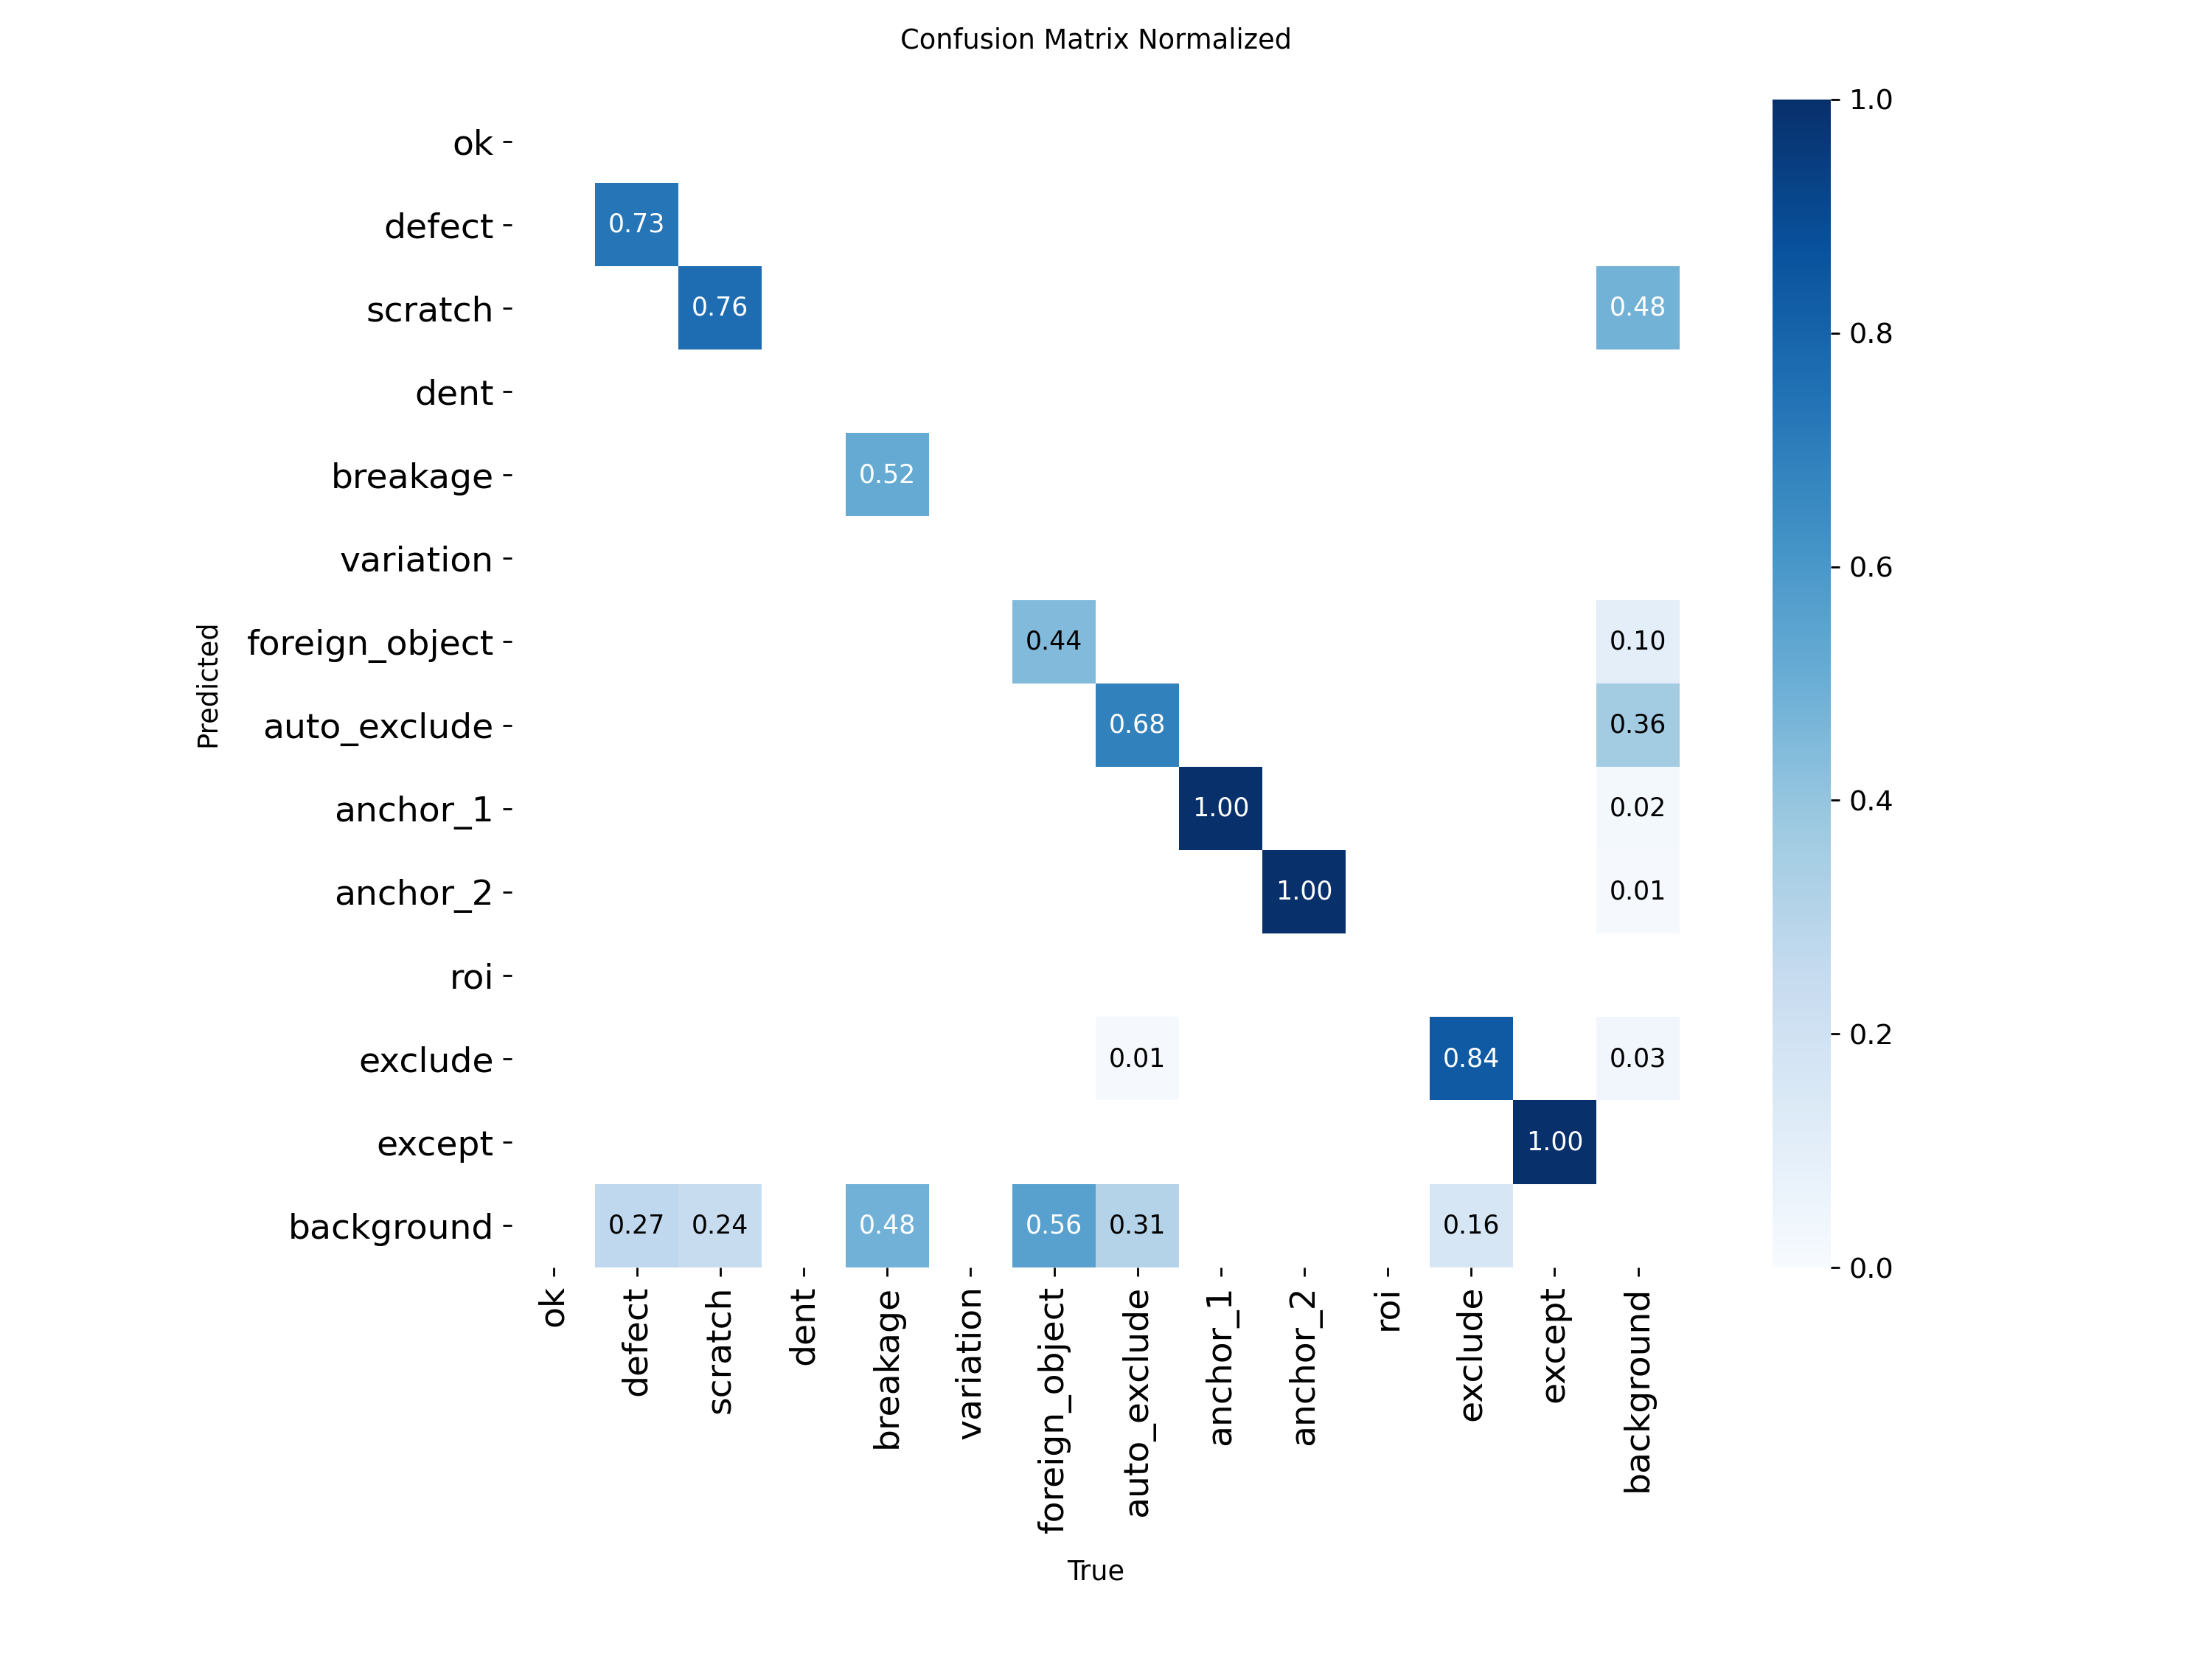 Confusion Matrix Normalized
ok
defect 0.73
scratch 0.76 0.48
dent
breakage 0.52
variation
foreign_object 0.44 0.10
auto_exclude 0.68 0.36
anchor_1 1.00 0.02
anchor_2 1.00 0.01
roi
exclude 0.01 0.84 0.03
except 1.00
background 0.27 0.24 0.48 0.56 0.31 0.16
Predicted
ok defect scratch dent breakage variation foreign_object auto_exclude anchor_1 anchor_2 roi exclude except background
True
1.0
0.8
0.6
0.4
0.2
0.0